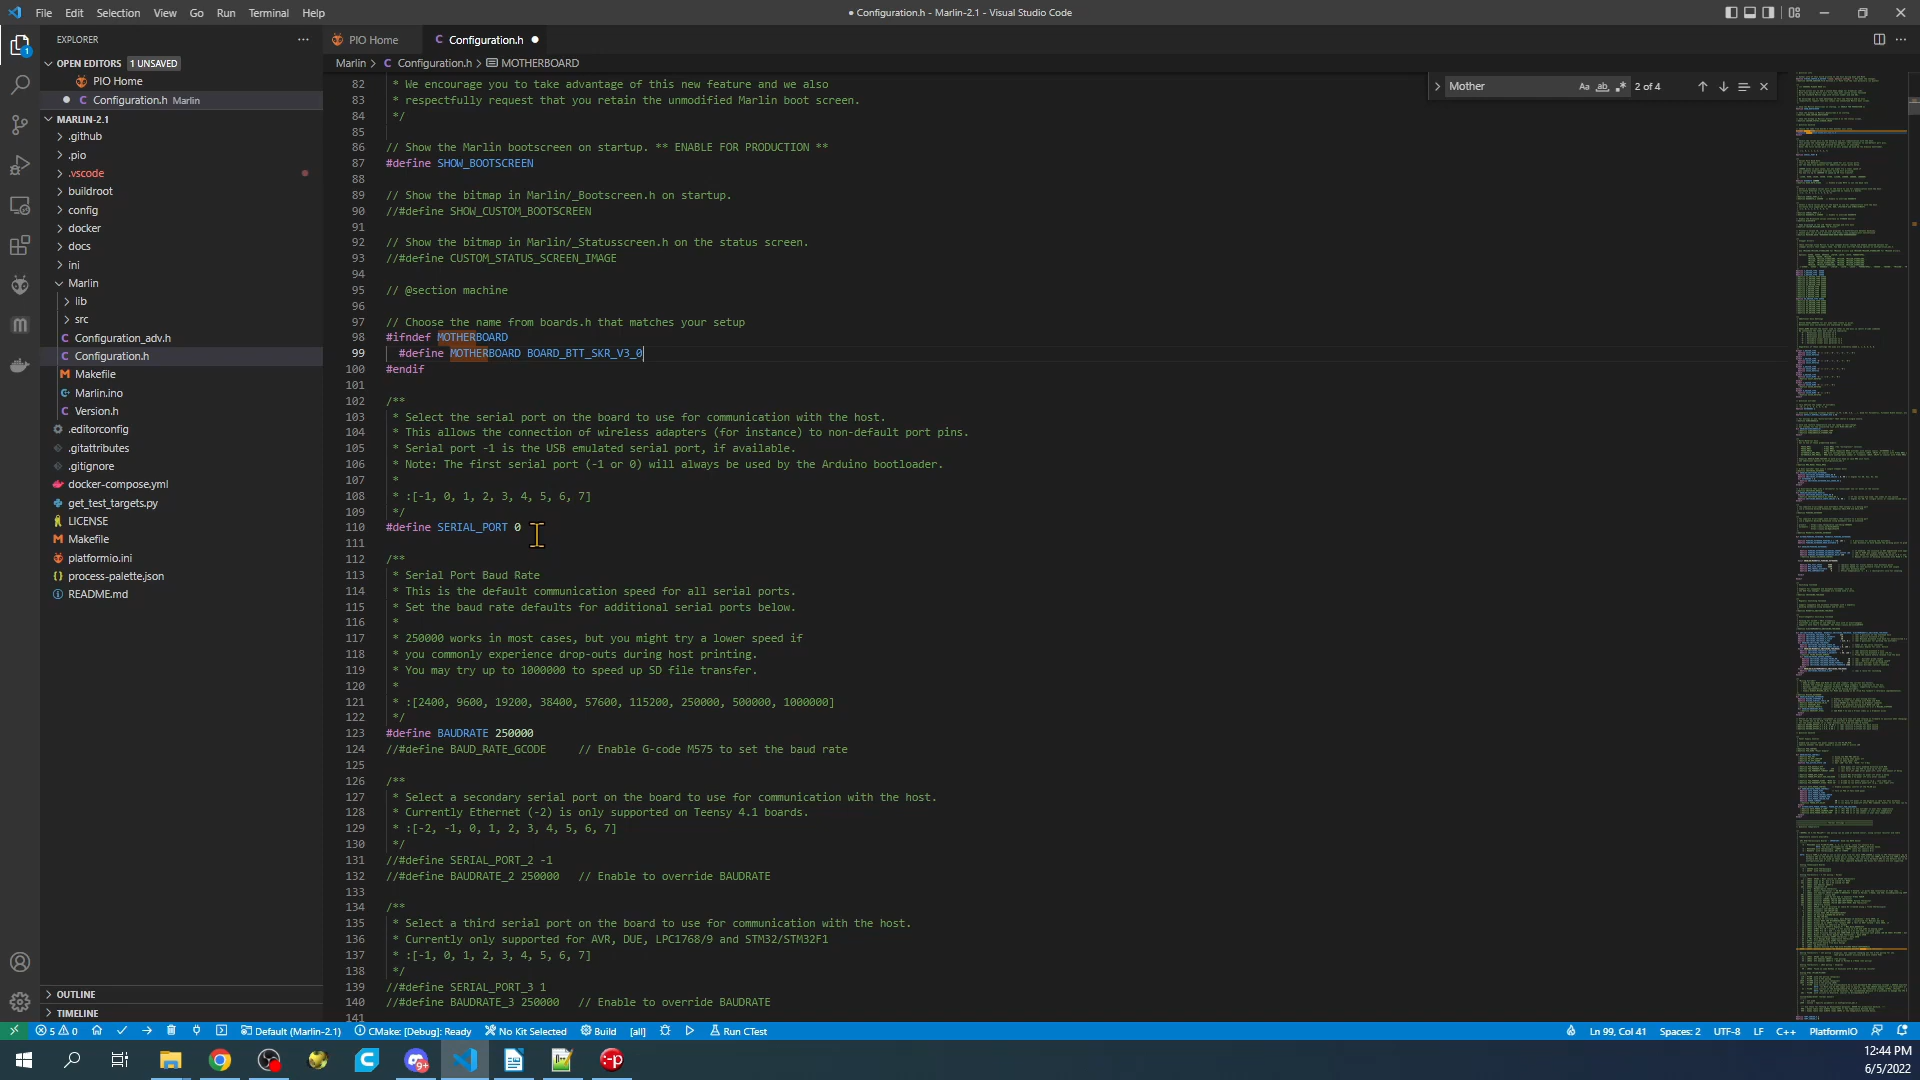 File Edit Selection View Go Run Terminal Help
● Configuration.h - Marlin-2.1 - Visual Studio Code
EXPLORER
PIO Home
Configuration.h
OPEN EDITORS 1 UNSAVED
Marlin > C Configuration.h > MOTHERBOARD
PIO Home
C Configuration.h Marlin
MARLIN-2.1
.github
.pio
.vscode
buildroot
config
docker
docs
ini
Marlin
lib
src
C Configuration_adv.h
C Configuration.h
M Makefile
Marlin.ino
C Version.h
.editorconfig
.gitattributes
.gitignore
docker-compose.yml
get_test_targets.py
LICENSE
M Makefile
platformio.ini
{} process-palette.json
README.md
OUTLINE
TIMELINE
Mother
Aa ab 2 of 4
82 * We encourage you to take advantage of this new feature and we also
83 * respectfully request that you retain the unmodified Marlin boot screen.
84 */
85
86 // Show the Marlin bootscreen on startup. ** ENABLE FOR PRODUCTION **
87 #define SHOW_BOOTSCREEN
88
89 // Show the bitmap in Marlin/_Bootscreen.h on startup.
90 //#define SHOW_CUSTOM_BOOTSCREEN
91
92 // Show the bitmap in Marlin/_Statusscreen.h on the status screen.
93 //#define CUSTOM_STATUS_SCREEN_IMAGE
94
95 // @section machine
96
97 // Choose the name from boards.h that matches your setup
98 #ifndef MOTHERBOARD
99 #define MOTHERBOARD BOARD_BTT_SKR_V3_0
100 #endif
101
102 /**
103 * Select the serial port on the board to use for communication with the host.
104 * This allows the connection of wireless adapters (for instance) to non-default port pins.
105 * Serial port -1 is the USB emulated serial port, if available.
106 * Note: The first serial port (-1 or 0) will always be used by the Arduino bootloader.
107 *
108 * :[-1, 0, 1, 2, 3, 4, 5, 6, 7]
109 */
110 #define SERIAL_PORT 0
111
112 /**
113 * Serial Port Baud Rate
114 * This is the default communication speed for all serial ports.
115 * Set the baud rate defaults for additional serial ports below.
116 *
117 * 250000 works in most cases, but you might try a lower speed if
118 * you commonly experience drop-outs during host printing.
119 * You may try up to 1000000 to speed up SD file transfer.
120 *
121 * :[2400, 9600, 19200, 38400, 57600, 115200, 250000, 500000, 1000000]
122 */
123 #define BAUDRATE 250000
124 //#define BAUD_RATE_GCODE // Enable G-code M575 to set the baud rate
125
126 /**
127 * Select a secondary serial port on the board to use for communication with the host.
128 * Currently Ethernet (-2) is only supported on Teensy 4.1 boards.
129 * :[-2, -1, 0, 1, 2, 3, 4, 5, 6, 7]
130 */
131 //#define SERIAL_PORT_2 -1
132 //#define BAUDRATE_2 250000 // Enable to override BAUDRATE
133
134 /**
135 * Select a third serial port on the board to use for communication with the host.
136 * Currently only supported for AVR, DUE, LPC1768/9 and STM32/STM32F1
137 * :[-1, 0, 1, 2, 3, 4, 5, 6, 7]
138 */
139 //#define SERIAL_PORT_3 1
140 //#define BAUDRATE_3 250000 // Enable to override BAUDRATE
141
5 0 Default (Marlin-2.1) CMake: [Debug]: Ready No Kit Selected Build [all] Run CTest Ln 99, Col 41 Spaces: 2 UTF-8 LF C++ PlatformIO
9+
12:44 PM
6/5/2022